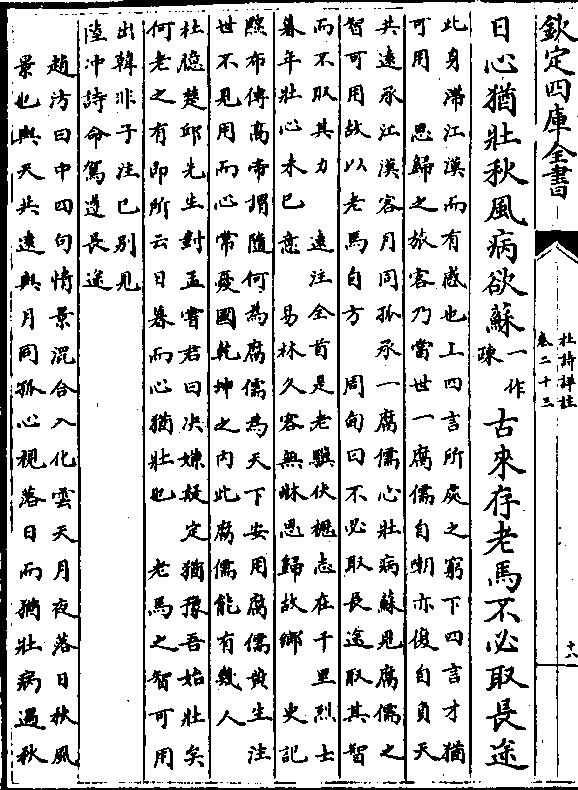 欽定四庫全書
杜詩詳註
卷二十三
十八
日心猶壯秋風病欲蘇一作疎古來存老馬不必取長途
此身滯江漢而有感也上四言所處之窮下四言才猶
可用　思歸之旅客乃當世一腐儒自嘲亦復自負天
共遠承江漢客月同孤承一腐儒心壯病蘇見腐儒之
智可用故以老馬自方　周甸曰不必取長途取其智
而不取其力　遠注全首是老驥伏櫪志在千里烈士
暮年壯心未已意　易林久客無牀思歸故鄉　史記
黥布傳高帝謂隨何為腐儒為天下安用腐儒黃生注
世不見用而心常憂國乾坤之內此腐儒能有幾人
杜臆楚邱先生對孟嘗君曰决嫌疑定猶豫吾始壯矣
何老之有即所云日暮而心猶壯也　老馬之智可用
出韓非子注已別見
陸冲詩命駕遵長途
趙汸曰中四句情景混合入化雲天月夜落日秋風
景也與天共遠與月同孤心視落日而猶壯病遇秋